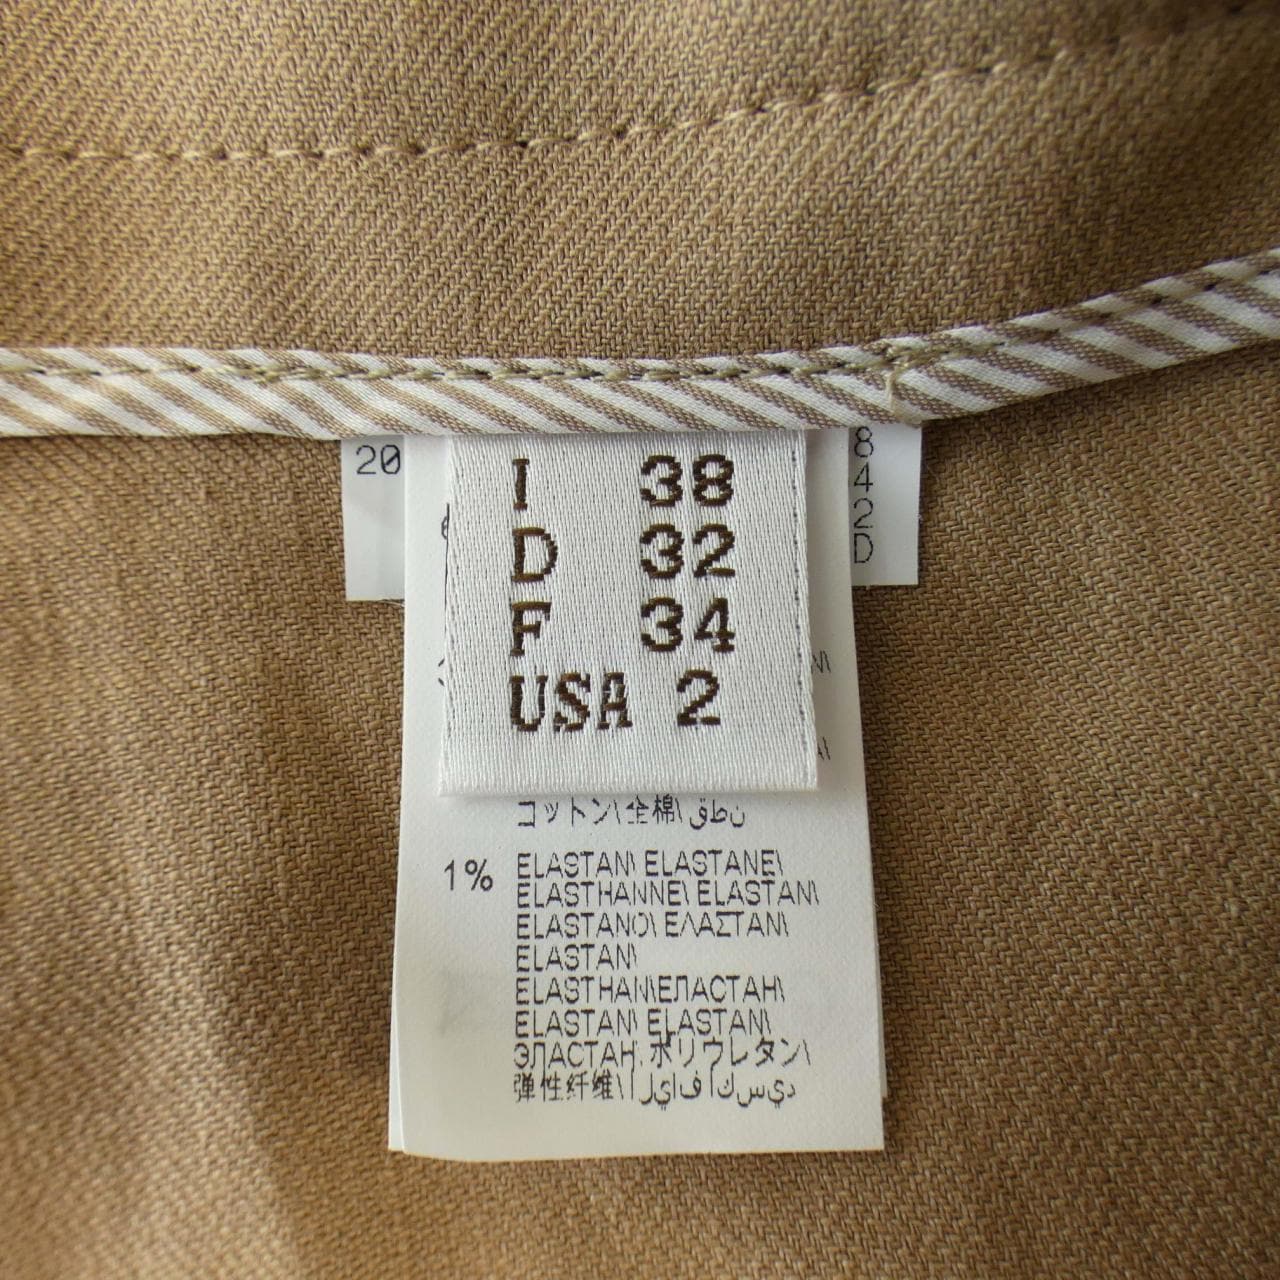 20
8
4
2
D
I 38
D 32
F 34
USA 2
コットン\ 全棉\ قطن
1% ELASTAN\ ELASTANE\
ELASTHANNE\ ELASTAN\
ELASTANO\ ΕΛΑΣΤΑΝ\
ELASTAN\
ELASTHAN\ЕЛАСТАН\
ELASTAN\ ELASTAN\
ЭЛАСТАН\ ポリウレタン\
弹性纤维\